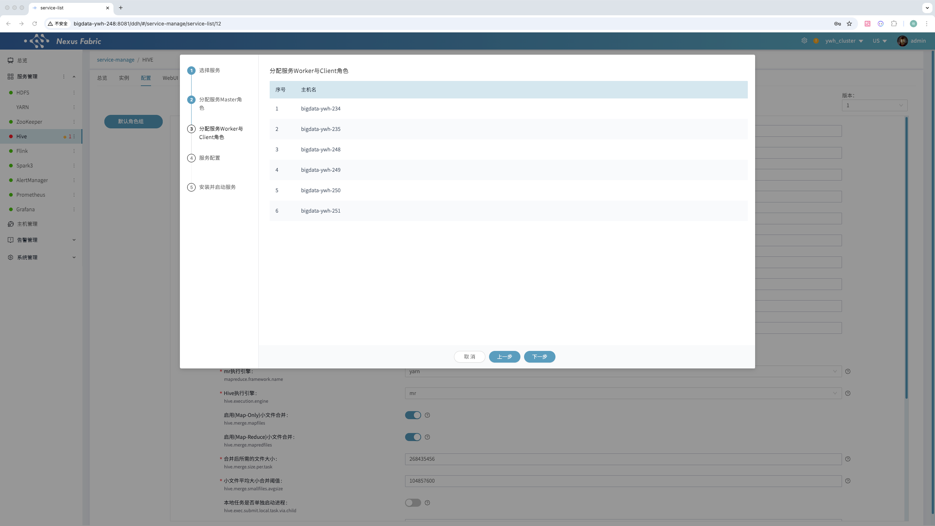 service-list
不安全
bigdata-ywh-248:8081/ddh/#/service-manage/service-list/12
Nexus Fabric
ywh_cluster
US
admin
总览
服务管理
HDFS
YARN
ZooKeeper
Hive
1
Flink
Spark3
AlertManager
Prometheus
Grafana
主机管理
告警管理
系统管理
service-manage / HIVE
总览
实例
配置
WebUI
默认角色组
版本:
1
1
选择服务
2
分配服务Master角色
3
分配服务Worker与Client角色
4
服务配置
5
安装并启动服务
分配服务Worker与Client角色
序号 主机名
1 bigdata-ywh-234
2 bigdata-ywh-235
3 bigdata-ywh-248
4 bigdata-ywh-249
5 bigdata-ywh-250
6 bigdata-ywh-251
取 消
上一步
下一步
* mr执行引擎: yarn
mapreduce.framework.name
* Hive执行引擎: mr
hive.execution.engine
启用(Map-Only)小文件合并:
hive.merge.mapfiles
启用(Map-Reduce)小文件合并:
hive.merge.mapredfiles
* 合并后所需的文件大小: 268435456
hive.merge.size.per.task
* 小文件平均大小合并阈值: 104857600
hive.merge.smallfiles.avgsize
本地任务是否单独启动进程:
hive.exec.submit.local.task.via.child